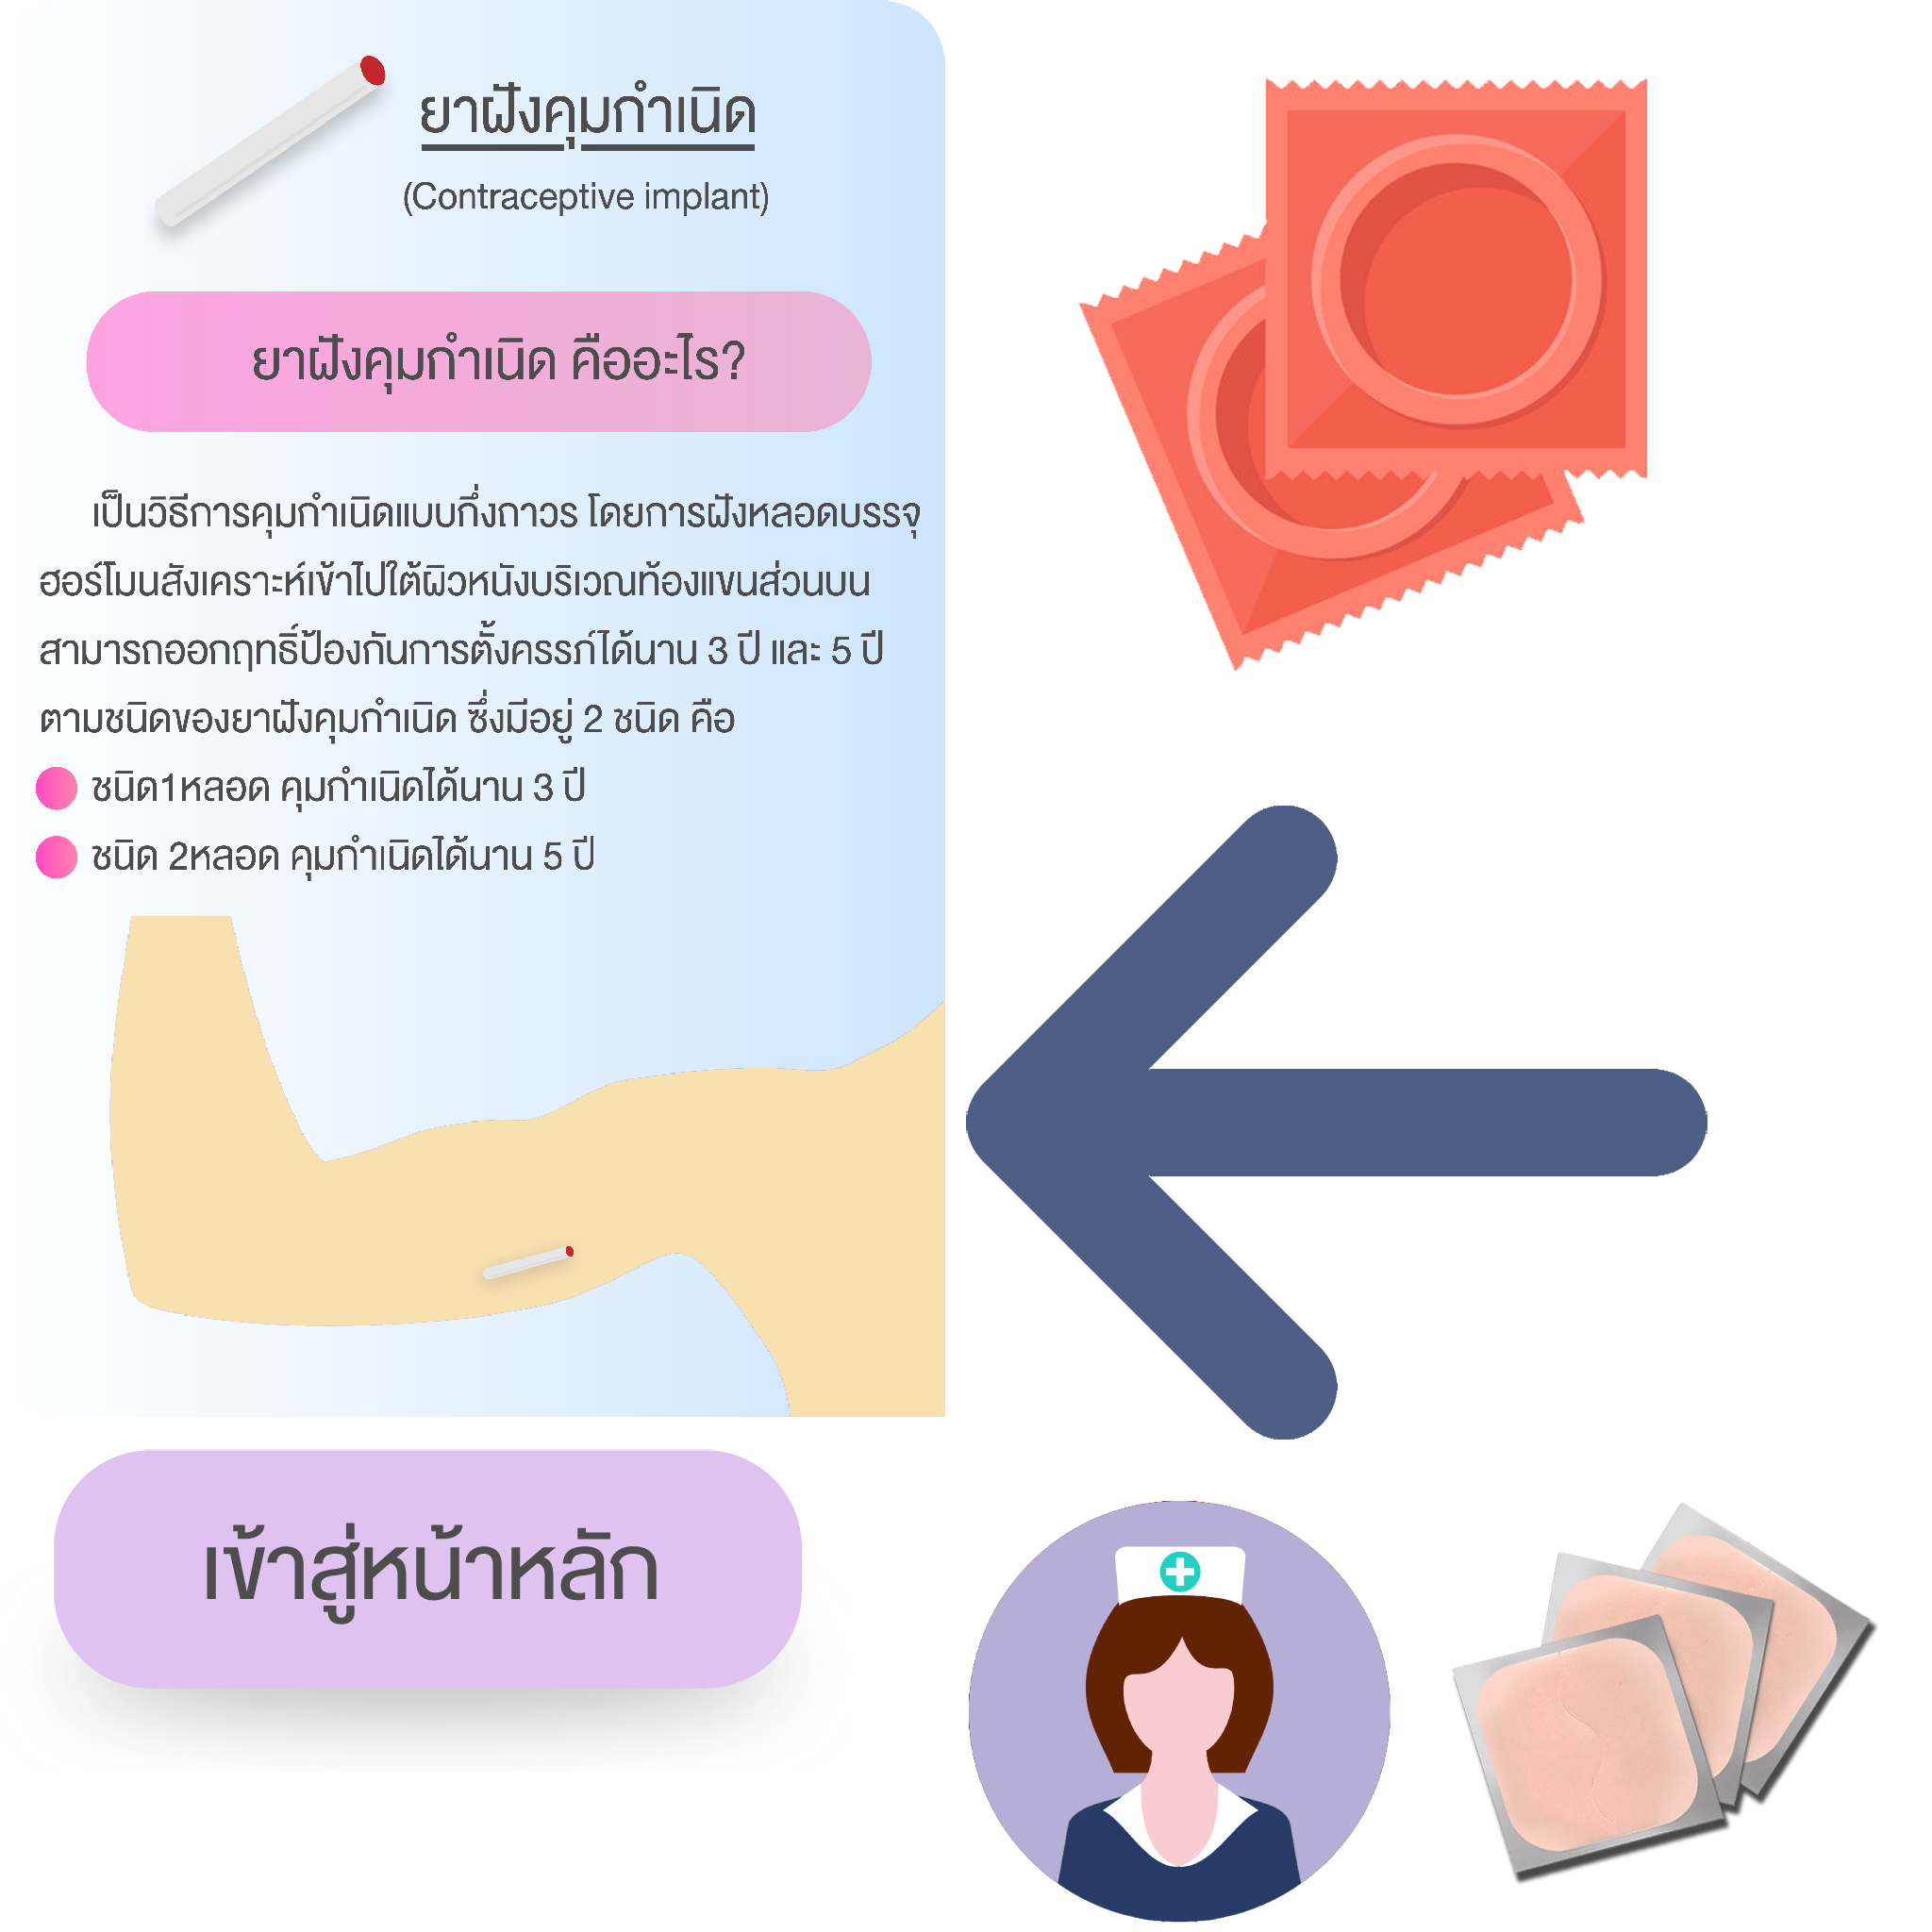 ยาฝังคุมกำเนิด
(Contraceptive implant)
ยาฝังคุมกำเนิด คืออะไร?
เป็นวิธีการคุมกำเนิดแบบกึ่งถาวร โดยการฝังหลอดบรรจุ
ฮอร์โมนสังเคราะห์เข้าไปใต้ผิวหนังบริเวณท้องแขนส่วนบน
สามารถออกฤทธิ์ป้องกันการตั้งครรภ์ได้นาน 3 ปี และ 5 ปี
ตามชนิดของยาฝังคุมกำเนิด ซึ่งมีอยู่ 2 ชนิด คือ
ชนิด1หลอด คุมกำเนิดได้นาน 3 ปี
ชนิด 2หลอด คุมกำเนิดได้นาน 5 ปี
เข้าสู่หน้าหลัก